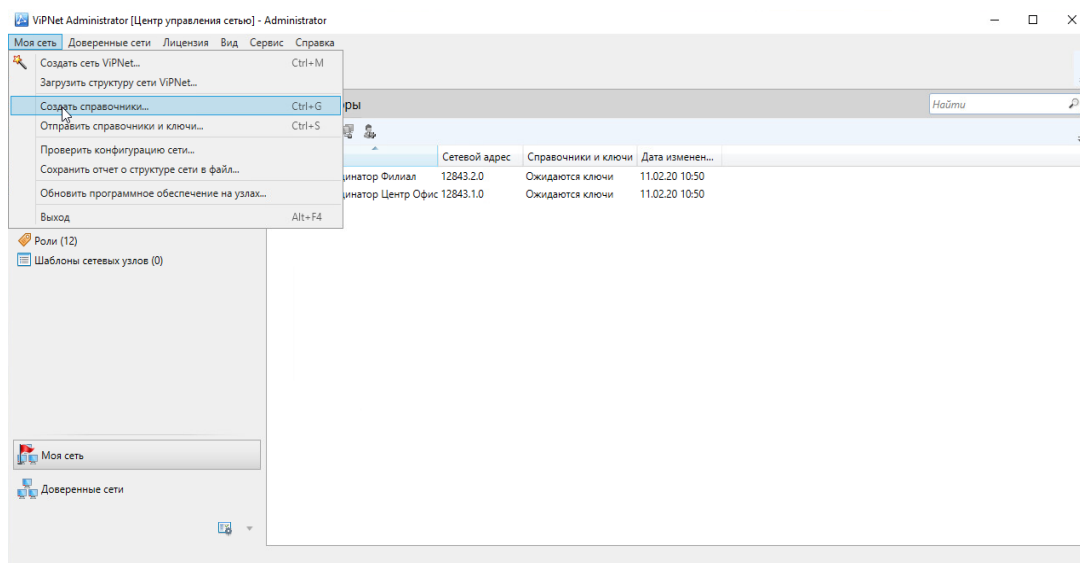 ViPNet Administrator [Центр управления сетью] - Administrator
Моя сеть Доверенные сети Лицензия Вид Сервис Справка
Создать сеть ViPNet... Ctrl+M
Загрузить структуру сети ViPNet...
Создать справочники... Ctrl+G
Отправить справочники и ключи... Ctrl+S
Проверить конфигурацию сети...
Сохранить отчет о структуре сети в файл...
Обновить программное обеспечение на узлах...
Выход Alt+F4
ры
Найти
Сетевой адрес Справочники и ключи Дата изменен...
динатор Филиал 12843.2.0 Ожидаются ключи 11.02.20 10:50
динатор Центр Офис 12843.1.0 Ожидаются ключи 11.02.20 10:50
Роли (12)
Шаблоны сетевых узлов (0)
Моя сеть
Доверенные сети